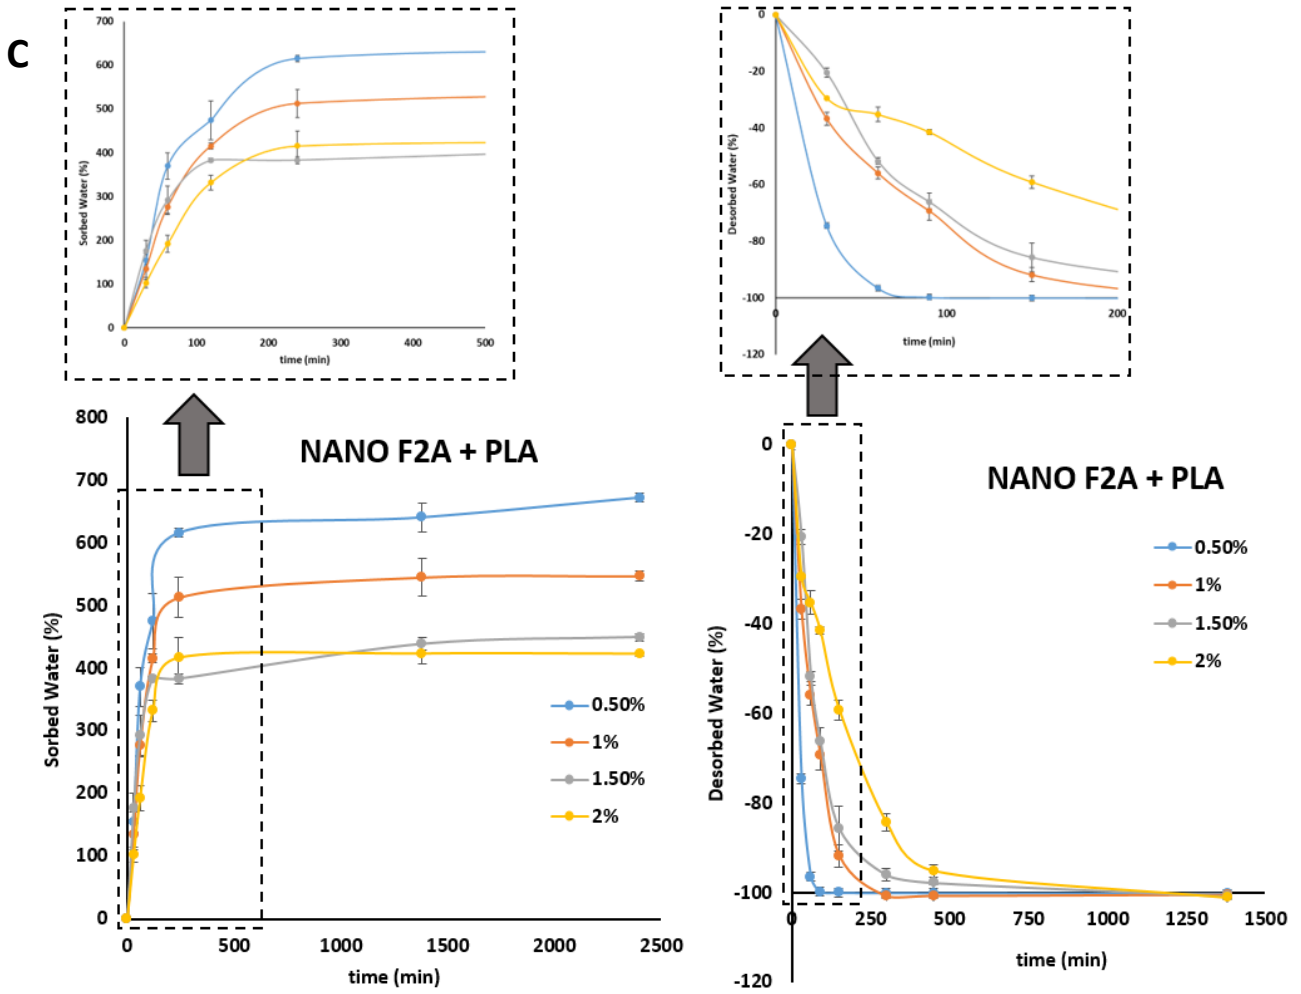 C
700
600
500
400
300
200
100
0
Sorbed Water (%)
0 100 200 300 400 500
time (min)
0
-20
-40
-60
-80
-100
-120
Desorbed Water (%)
0 100 200
time (min)
NANO F2A + PLA
800
700
600
500
400
300
200
100
0
Sorbed Water (%)
0.50%
1%
1.50%
2%
0 500 1000 1500 2000 2500
time (min)
NANO F2A + PLA
0
-20
-40
-60
-80
-100
-120
Desorbed Water (%)
0.50%
1%
1.50%
2%
0 250 500 750 1000 1250 1500
time (min)